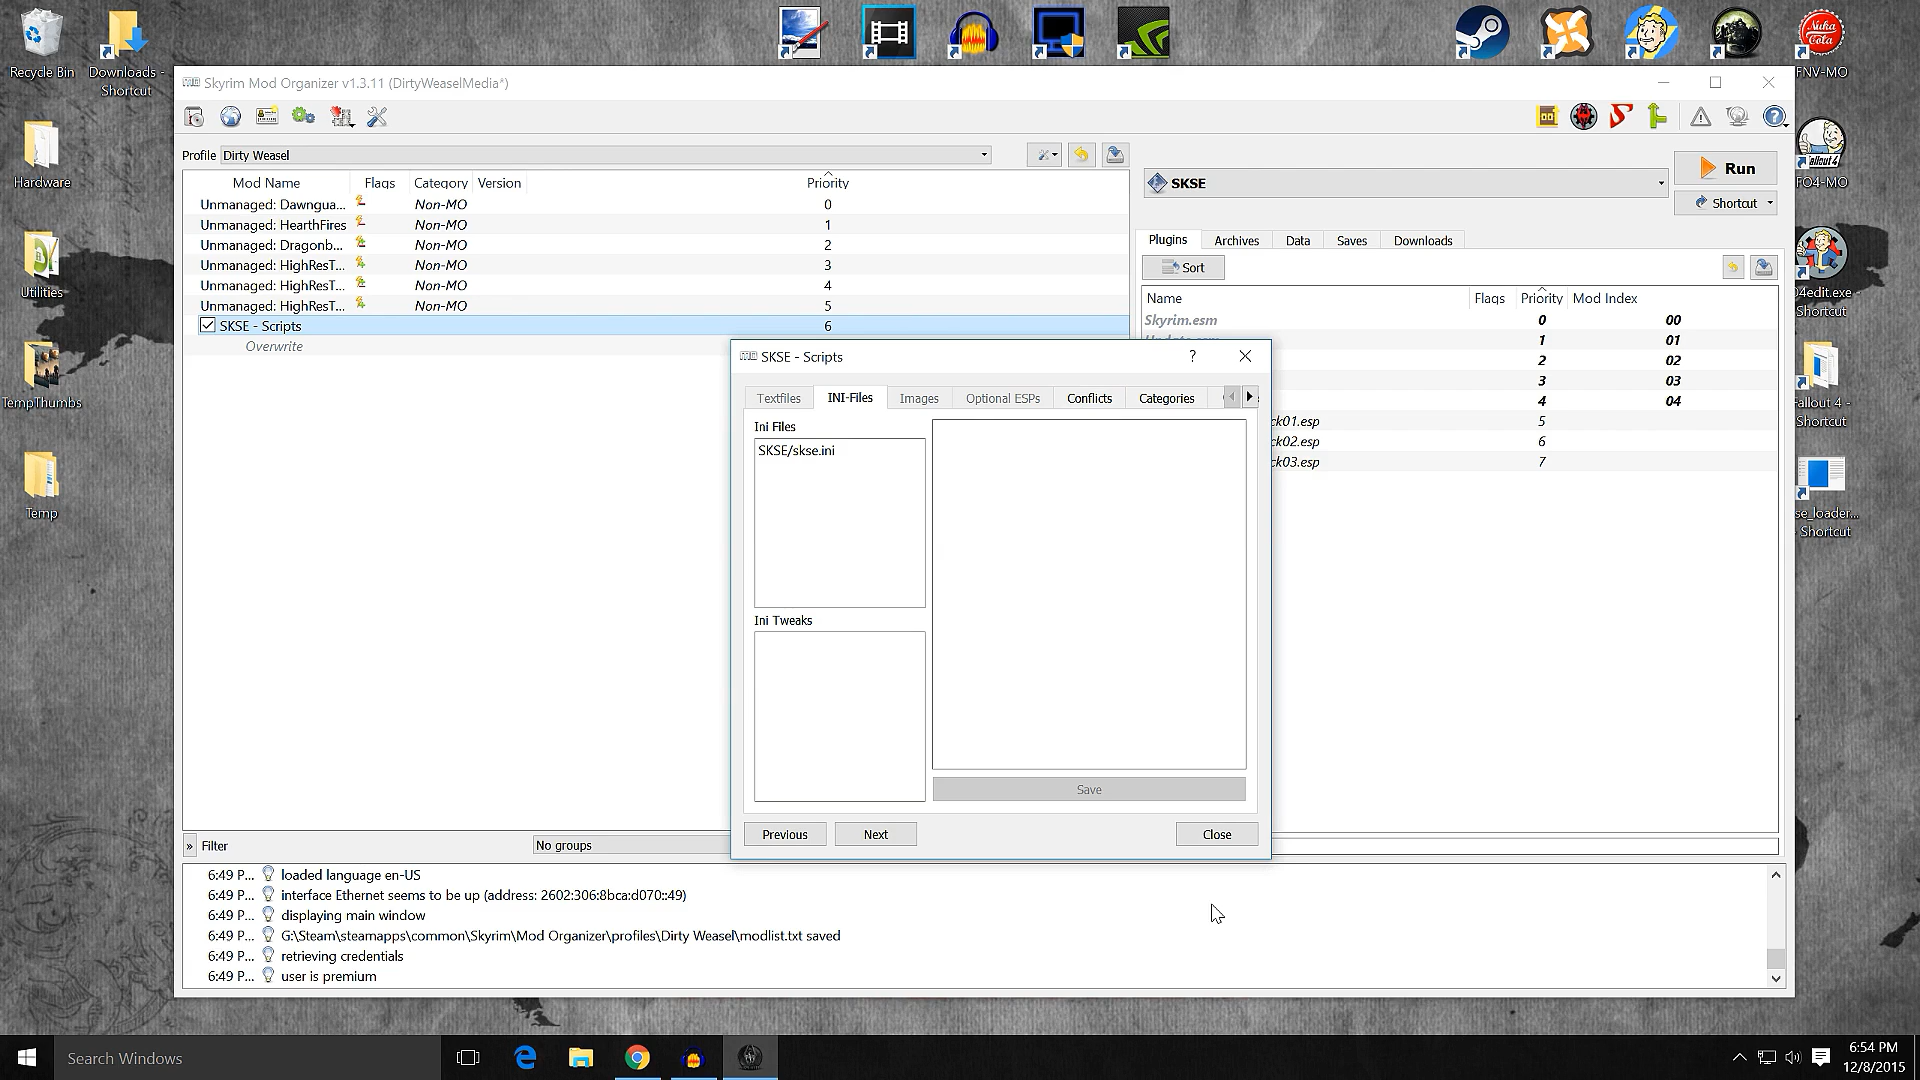 Recycle Bin
Downloads -
Shortcut
Hardware
Utilities
TempThumbs
Temp
FNV-MO
FO4-MO
Shortcut
Fallout 4 -
Shortcut
- Shortcut
Skyrim Mod Organizer v1.3.11 (DirtyWeaselMedia*)
Profile Dirty Weasel
Mod Name Flags Category Version Priority
Unmanaged: Dawngua... Non-MO 0
Unmanaged: HearthFires Non-MO 1
Unmanaged: Dragonb... Non-MO 2
Unmanaged: HighResT... Non-MO 3
Unmanaged: HighResT... Non-MO 4
Unmanaged: HighResT... Non-MO 5
SKSE - Scripts 6
Overwrite
» Filter
No groups
SKSE
Run
Shortcut
Plugins Archives Data Saves Downloads
Sort
Name Flags Priority Mod Index
Skyrim.esm 0 00
1 01
2 02
3 03
4 04
ck01.esp 5
ck02.esp 6
ck03.esp 7
SKSE - Scripts
?
Textfiles INI-Files Images Optional ESPs Conflicts Categories
Ini Files
SKSE/skse.ini
Ini Tweaks
Save
Previous Next Close
6:49 P... loaded language en-US
6:49 P... interface Ethernet seems to be up (address: 2602:306:8bca:d070::49)
6:49 P... displaying main window
6:49 P... G:\Steam\steamapps\common\Skyrim\Mod Organizer\profiles\Dirty Weasel\modlist.txt saved
6:49 P... retrieving credentials
6:49 P... user is premium
Search Windows
6:54 PM
12/8/2015